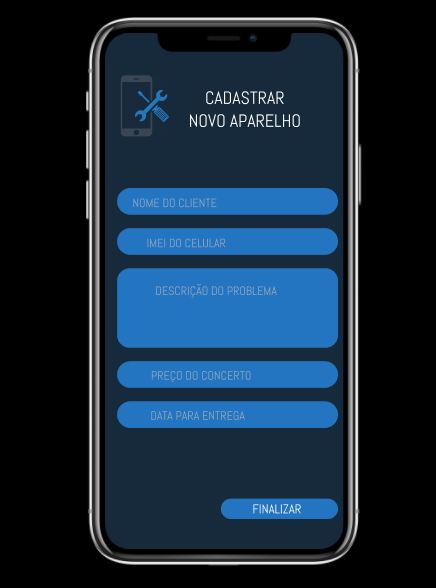 CADASTRAR
NOVO APARELHO
NOME DO CLIENTE
IMEI DO CELULAR
DESCRIÇÃO DO PROBLEMA
PREÇO DO CONCERTO
DATA PARA ENTREGA
FINALIZAR